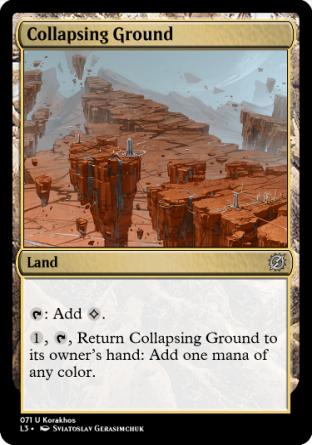 Collapsing Ground
Land
: Add .
1, , Return Collapsing Ground to
its owner's hand: Add one mana of
any color.
071 U Korakhos
L3 • Sviatoslav Gerasimchuk